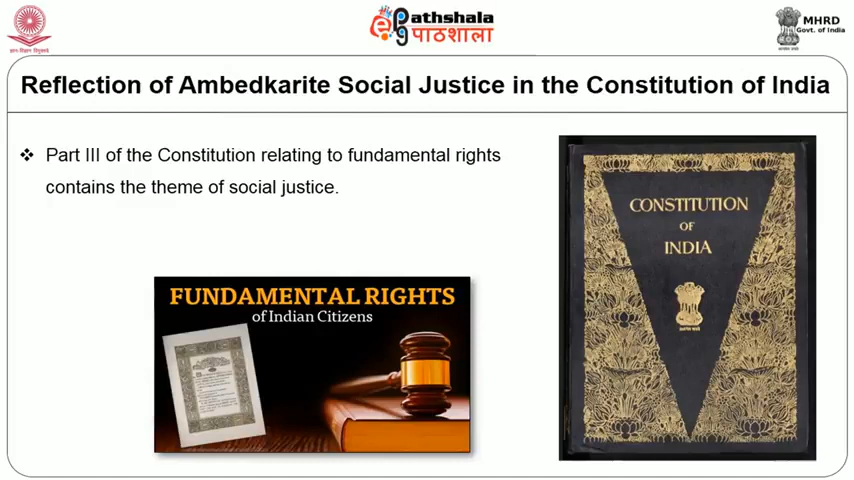 ePathshala
पाठशाला
MHRD
Govt. of India
ज्ञान-विज्ञान विमुक्तये
Reflection of Ambedkarite Social Justice in the Constitution of India
❖ Part III of the Constitution relating to fundamental rights
contains the theme of social justice.
FUNDAMENTAL RIGHTS
of Indian Citizens
CONSTITUTION
OF
INDIA